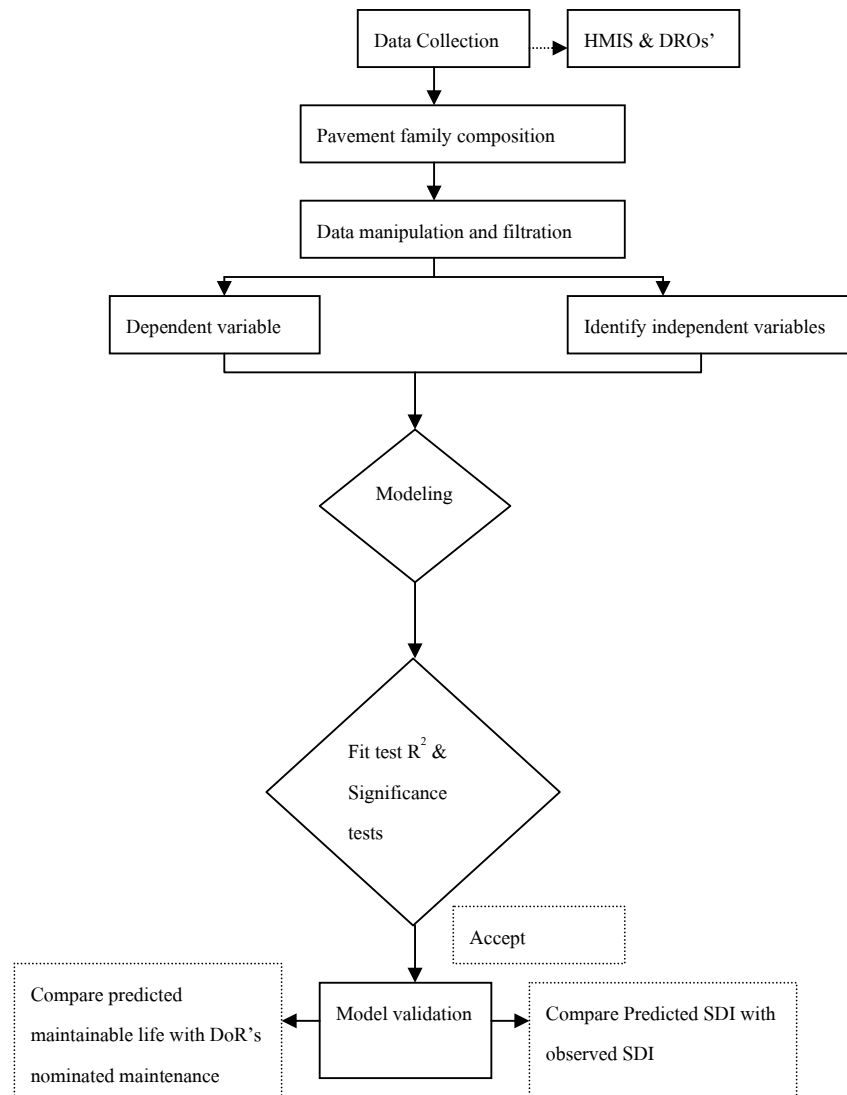 Data Collection
HMIS & DROs’
Pavement family composition
Data manipulation and filtration
Dependent variable
Identify independent variables
Modeling
Fit test R² &
Significance
tests
Accept
Compare predicted
maintainable life with DoR’s
nominated maintenance
Model validation
Compare Predicted SDI with
observed SDI